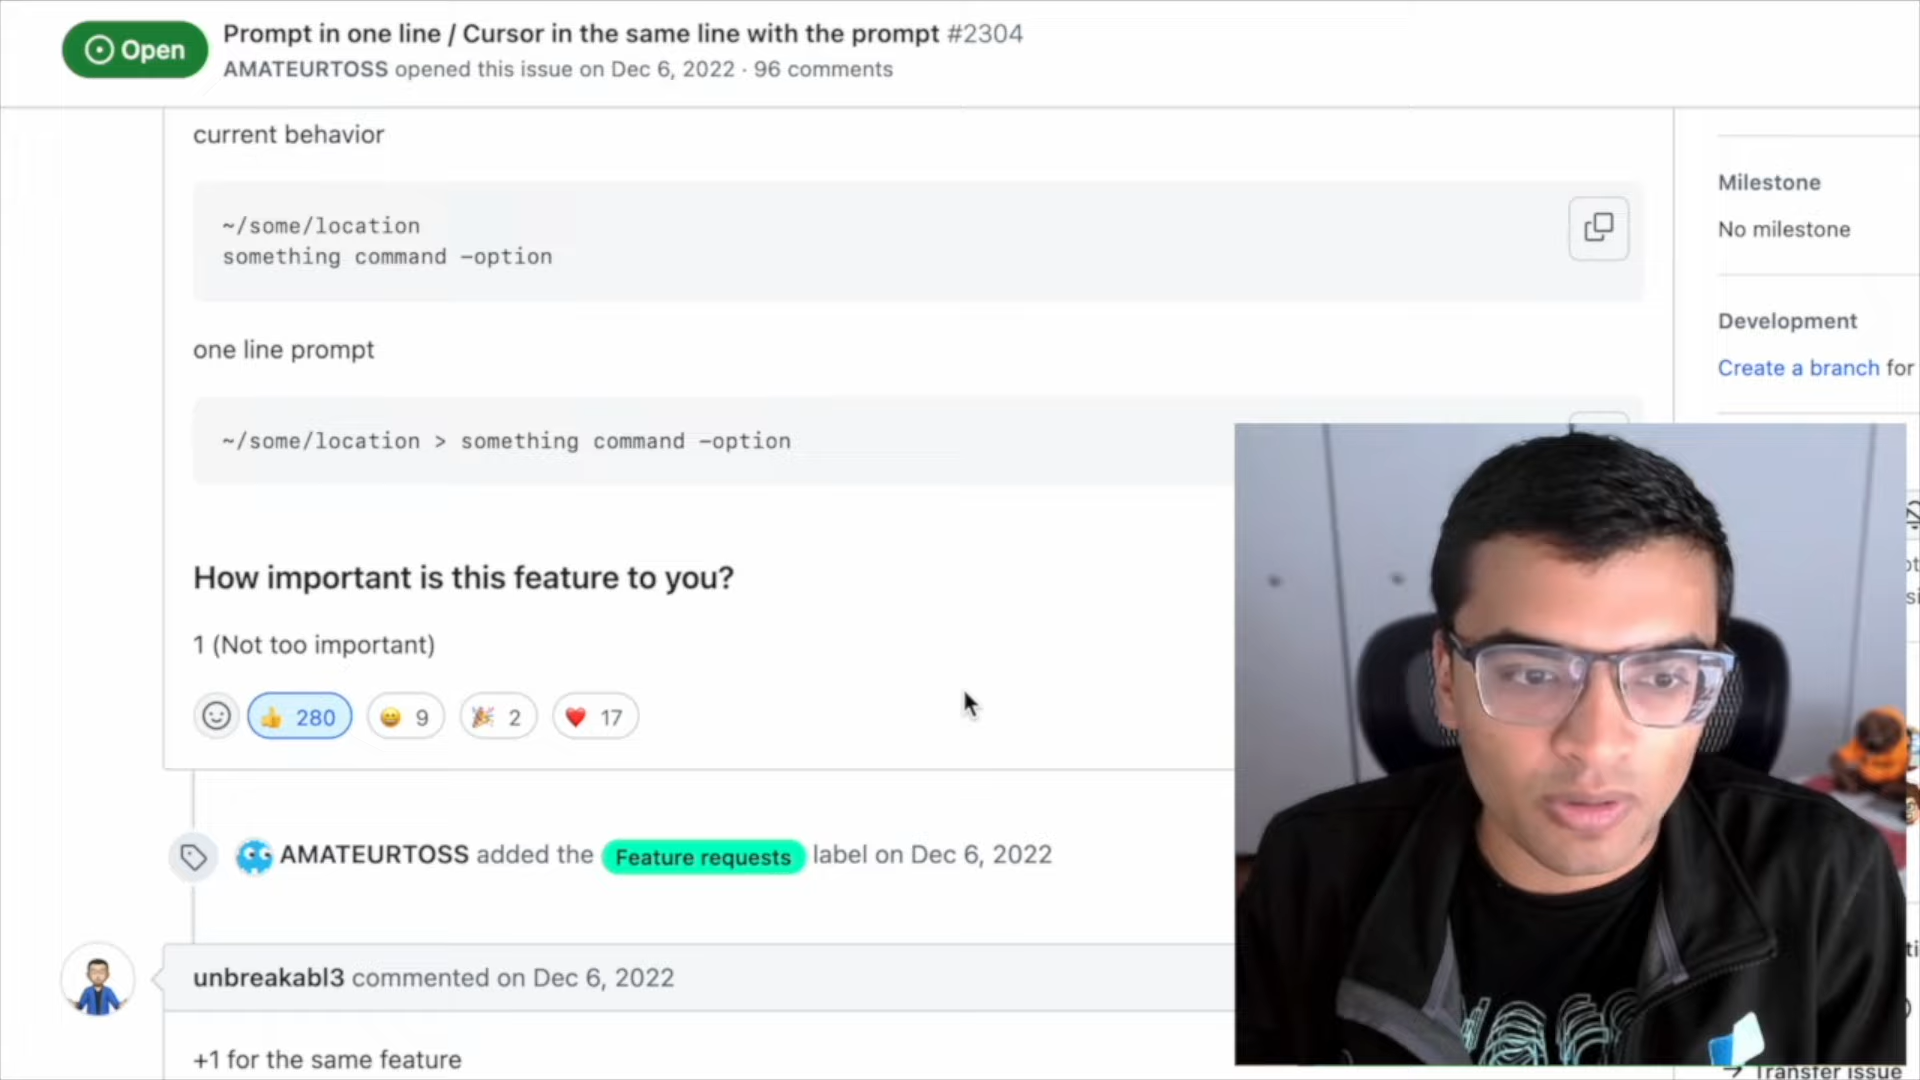 Open
Prompt in one line / Cursor in the same line with the prompt #2304
AMATEURTOSS opened this issue on Dec 6, 2022 · 96 comments
current behavior
~/some/location
something command —option
one line prompt
~/some/location > something command —option
How important is this feature to you?
1 (Not too important)
280
9
2
17
AMATEURTOSS added the Feature requests label on Dec 6, 2022
unbreakabl3 commented on Dec 6, 2022
+1 for the same feature
Milestone
No milestone
Development
Create a branch for
Transfer issue